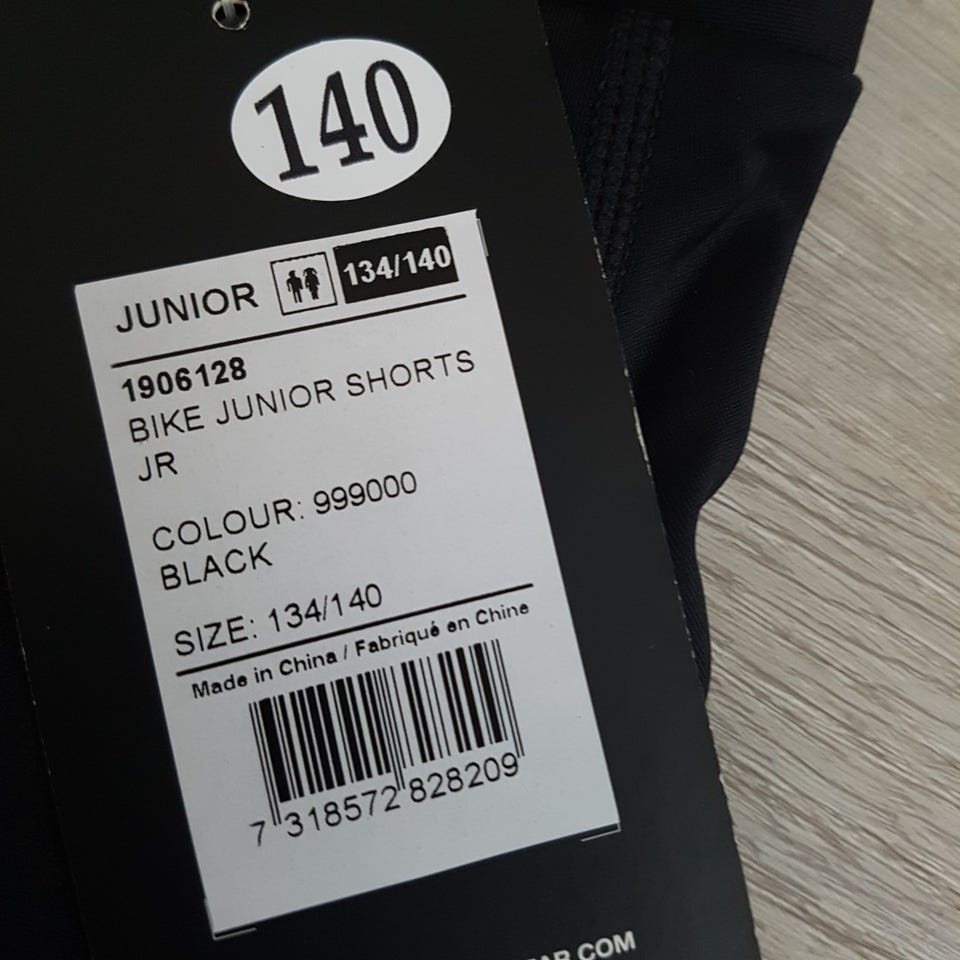 140
JUNIOR 134/140
1906128
BIKE JUNIOR SHORTS
JR
COLOUR: 999000
BLACK
SIZE: 134/140
Made in China / Fabriqué en Chine
7 318572 828209
.COM